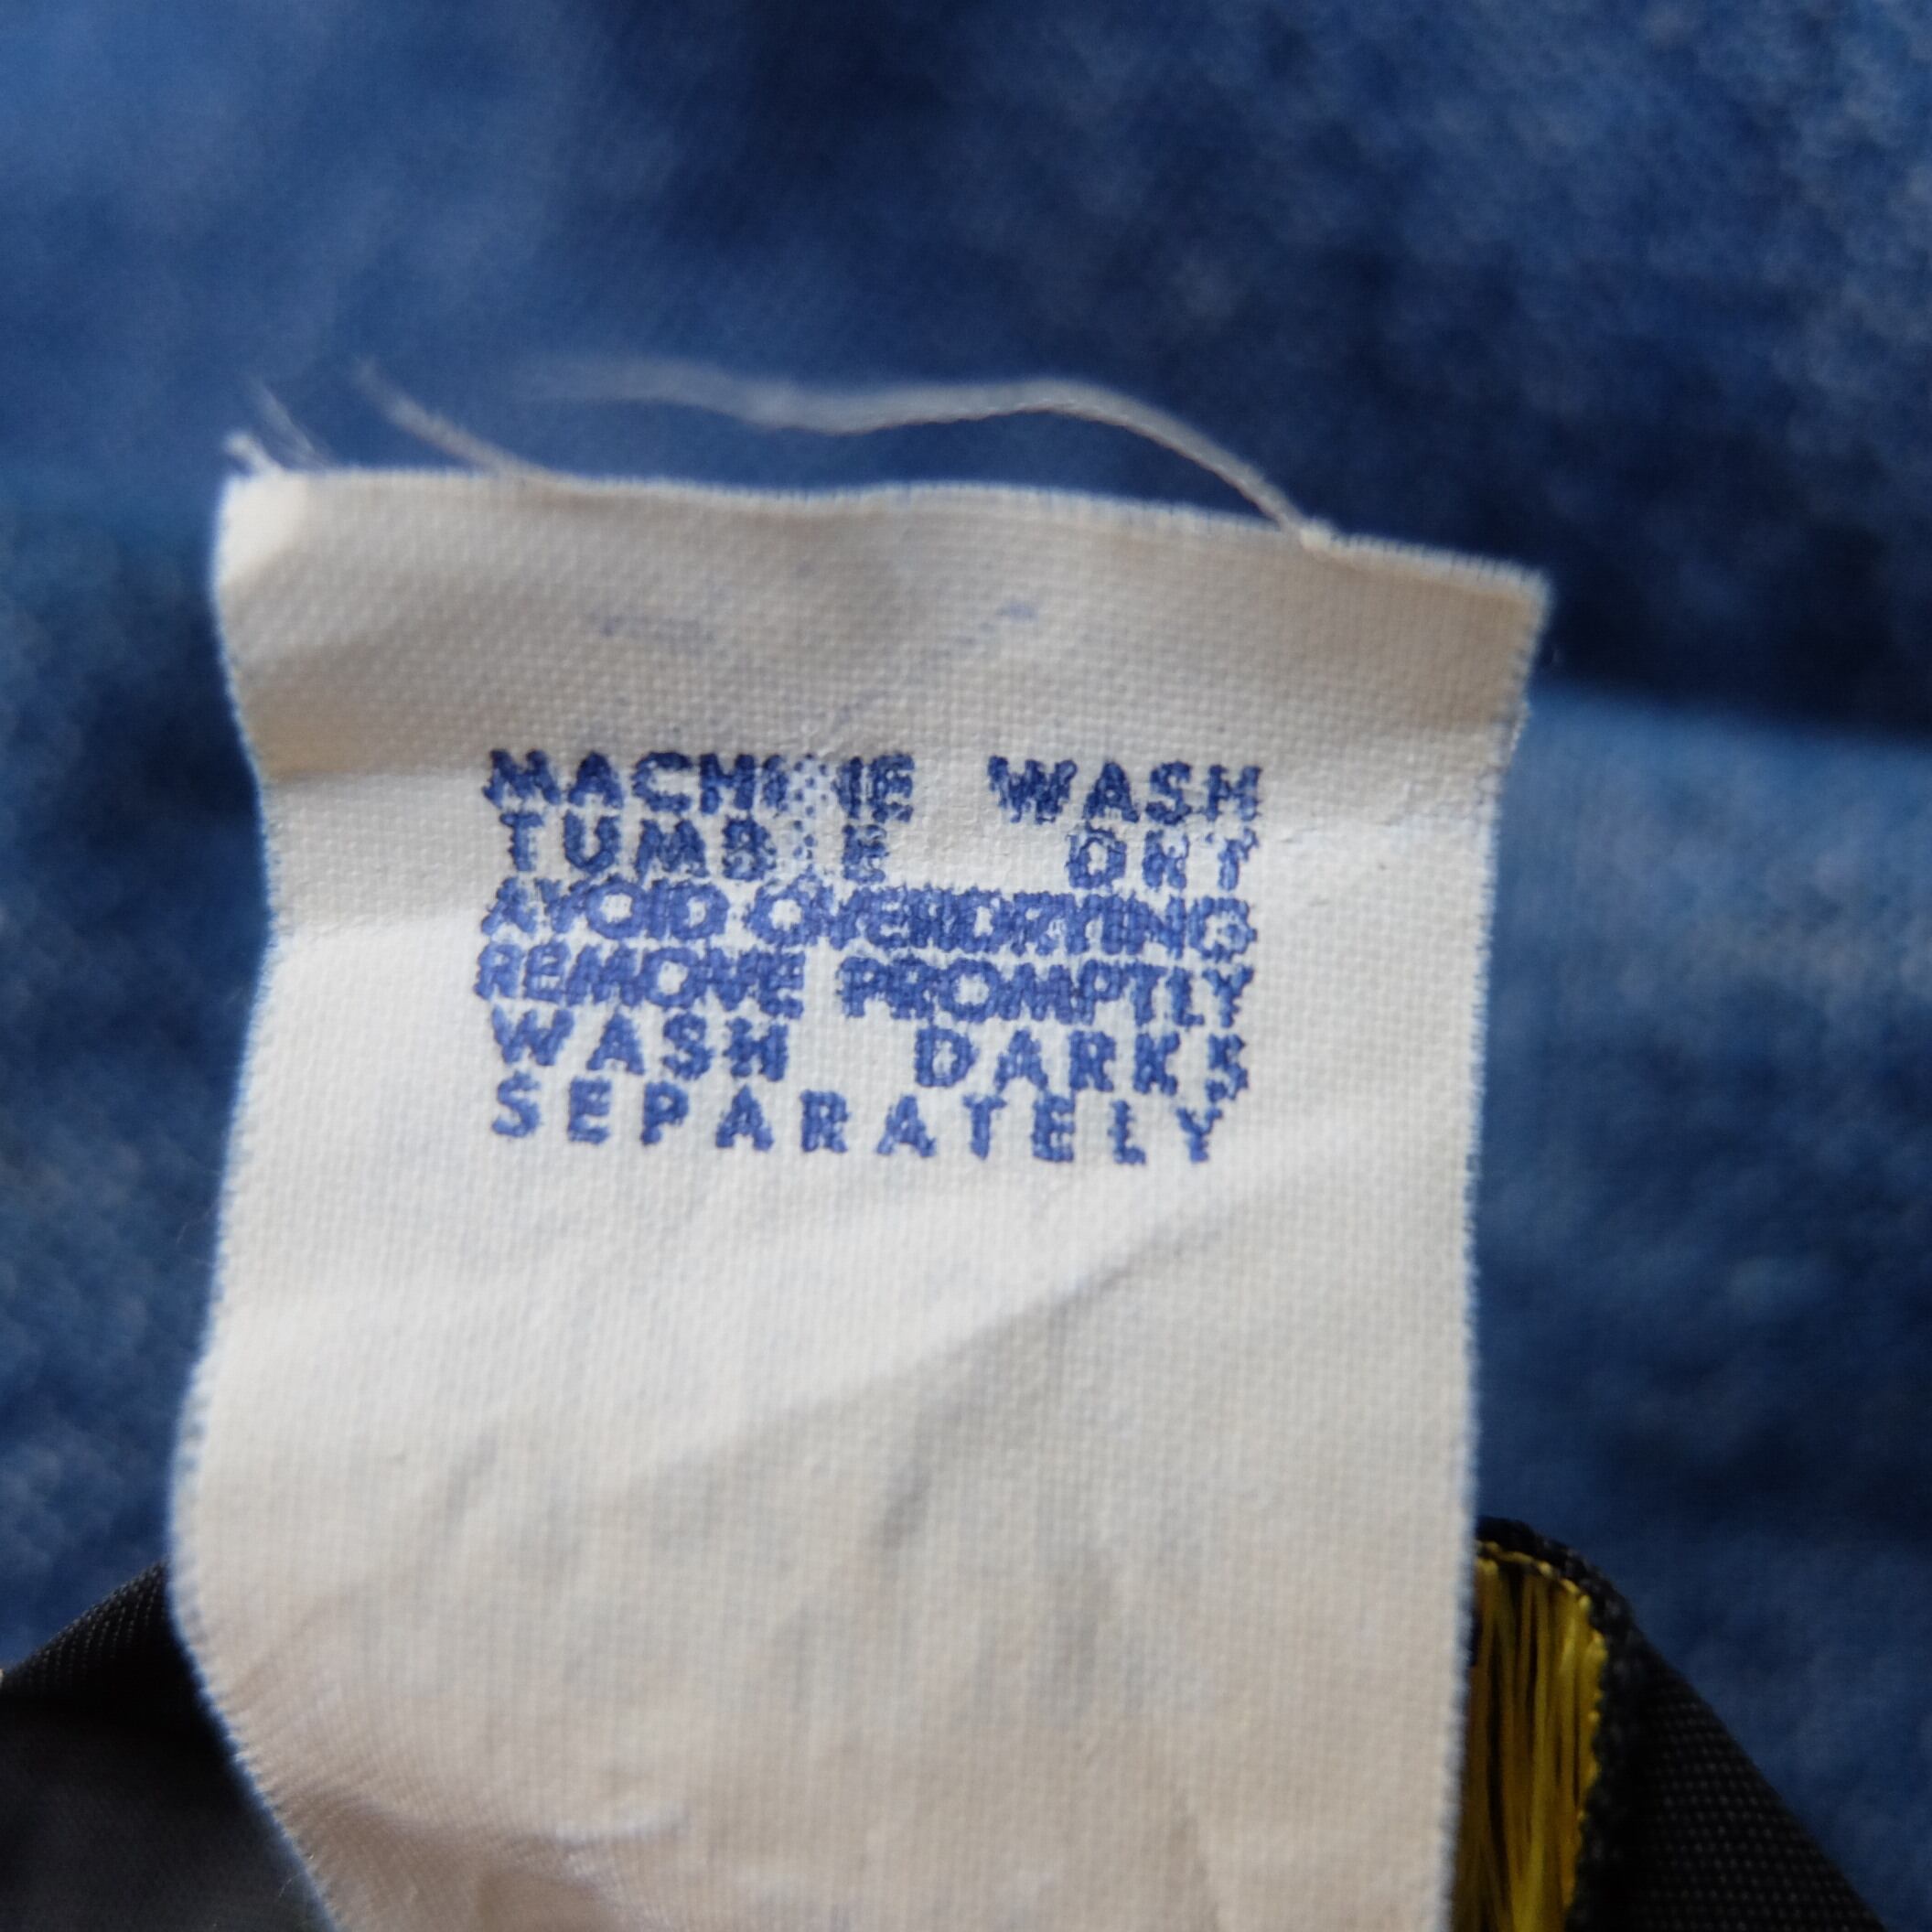 MACHINE WASH
TUMBLE DRY
AVOID OVERDRYING
REMOVE PROMPTLY
WASH DARKS
SEPARATELY